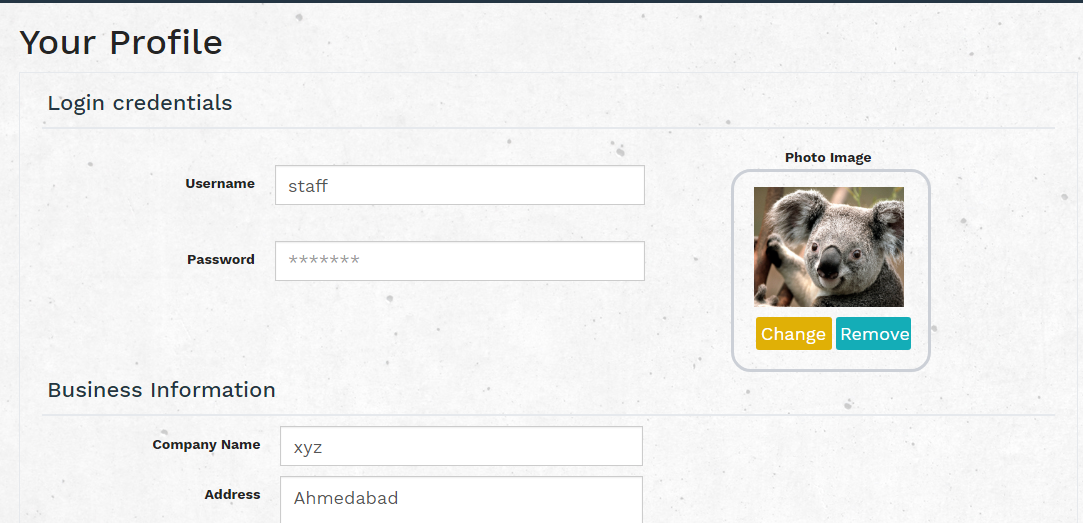 Your Profile
Login credentials
Photo Image
Username staff
Password *******
Change Remove
Business Information
Company Name xyz
Address Ahmedabad